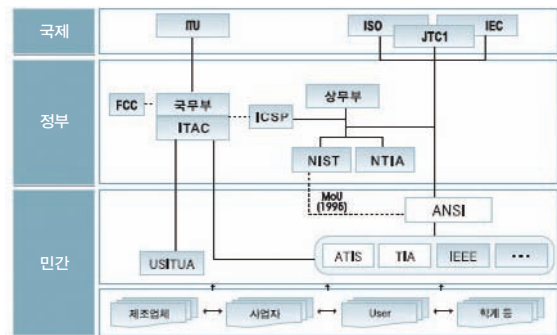 국제
ITU
ISO
IEC
JTC1
정부
FCC
국무부
ITAC
ICSP
상무부
NIST
NTIA
MoU
(1995)
민간
ANSI
USITUA
ATIS
TIA
IEEE
•••
제조업체
사업자
User
학계 등